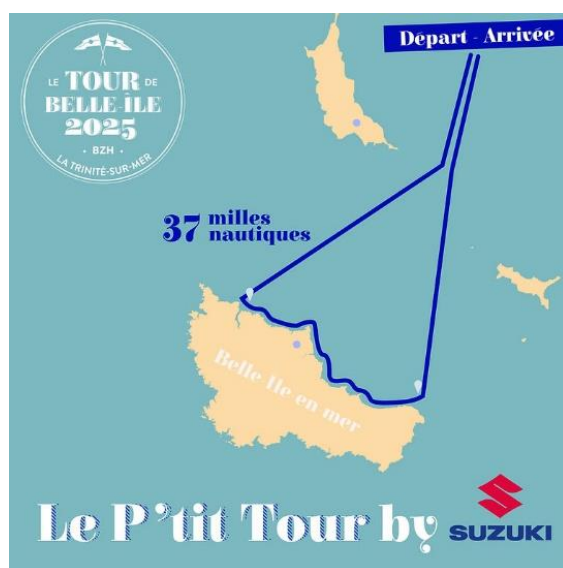 Départ - Arrivée
LE TOUR DE
BELLE-ÎLE
2025
· BZH ·
LA TRINITÉ-SUR-MER
37 milles
nautiques
Belle Ile en mer
Le P'tit Tour by SUZUKI